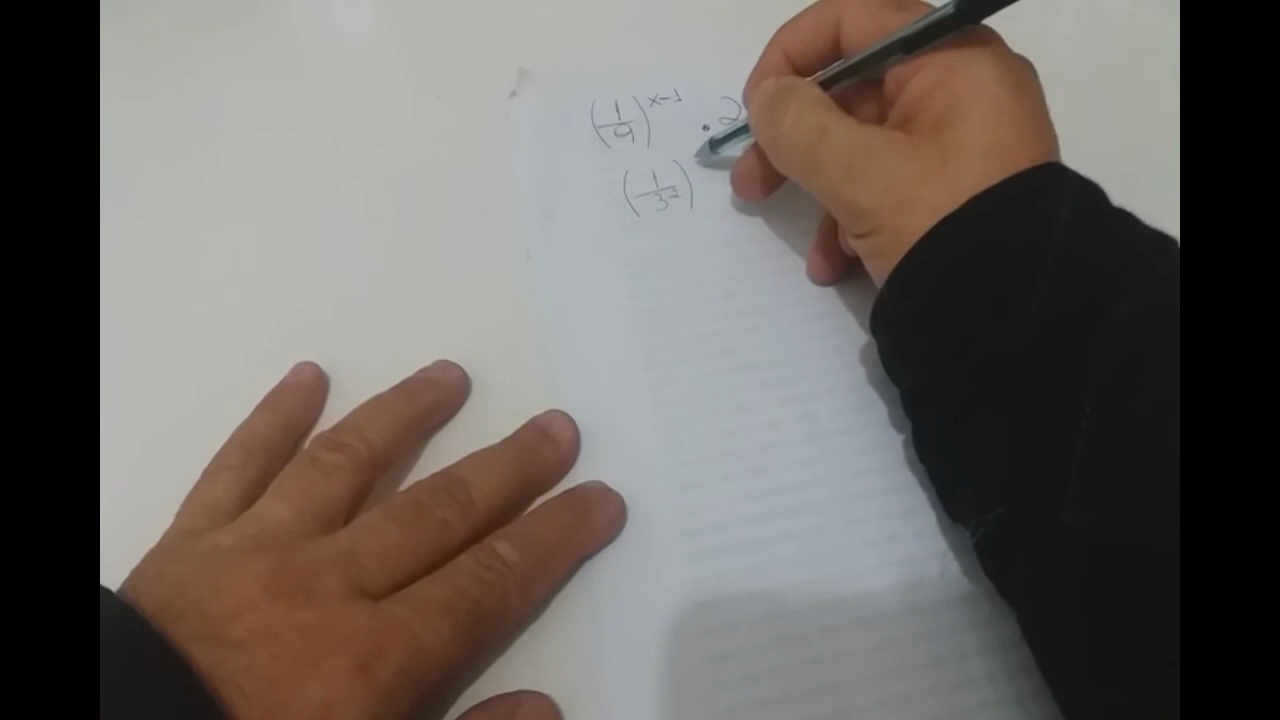 (1/9)^x-1 . 2
(1/3²)